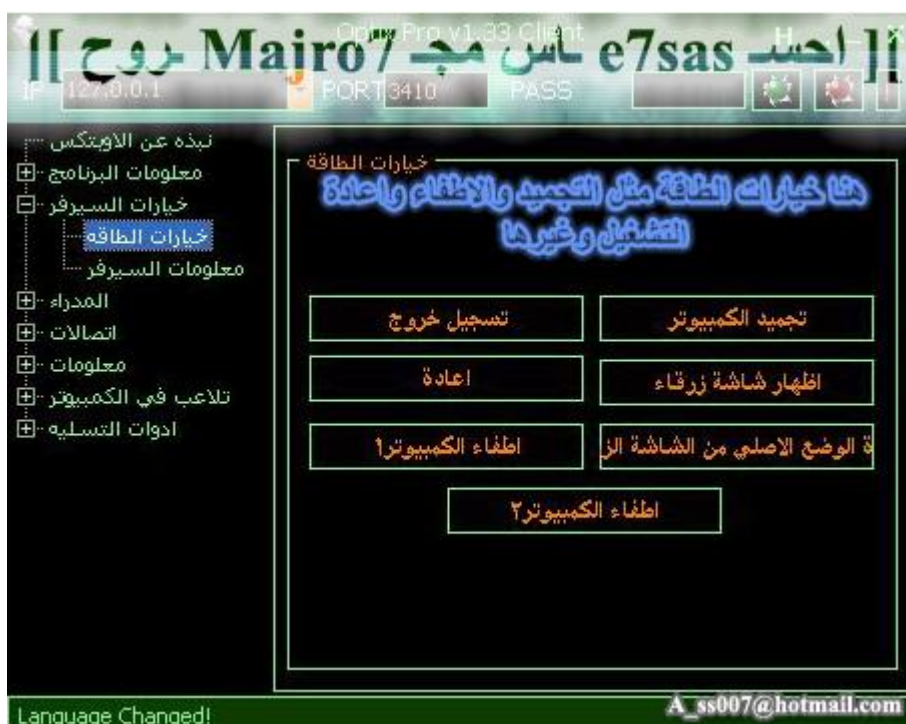 Optix Pro v1.33 Client
[[ احسـ e7sas ـاس مجـ Majro7 ـروح ]]
IP 127.0.0.1 PORT 3410 PASS
نبذه عن الاوبتكس
معلومات البرنامج
خيارات السيرفر
خيارات الطاقه
معلومات السيرفر
المدراء
اتصالات
معلومات
تلاعب في الكمبيوتر
ادوات التسليه
خيارات الطاقة
هنا خيارات الطاقة مثل التجميد والاطفاء واعادة
التشغيل وغيرها
تجميد الكمبيوتر
تسجيل خروج
اظهار شاشة زرقاء
اعادة
ة الوضع الاصلي من الشاشة الز
اطفاء الكمبيوتر1
اطفاء الكمبيوتر٢
Language Changed!
A_ss007@hotmail.com